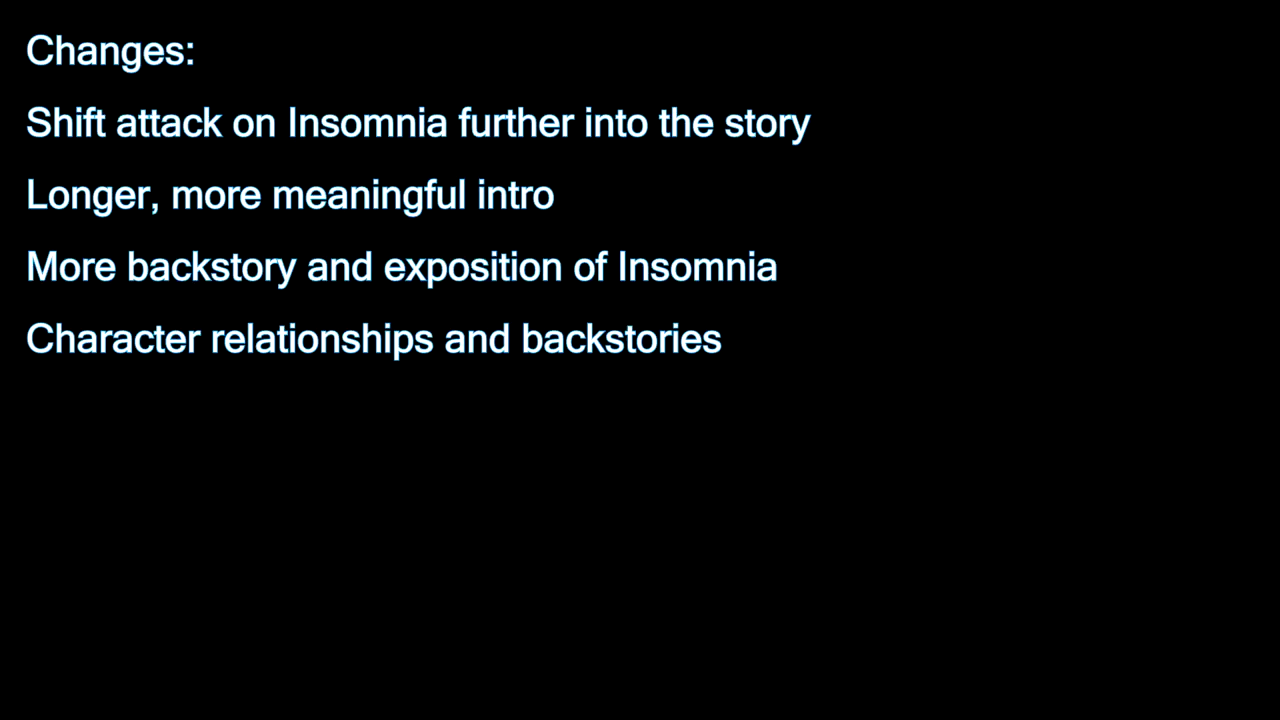 Changes:
Shift attack on Insomnia further into the story
Longer, more meaningful intro
More backstory and exposition of Insomnia
Character relationships and backstories